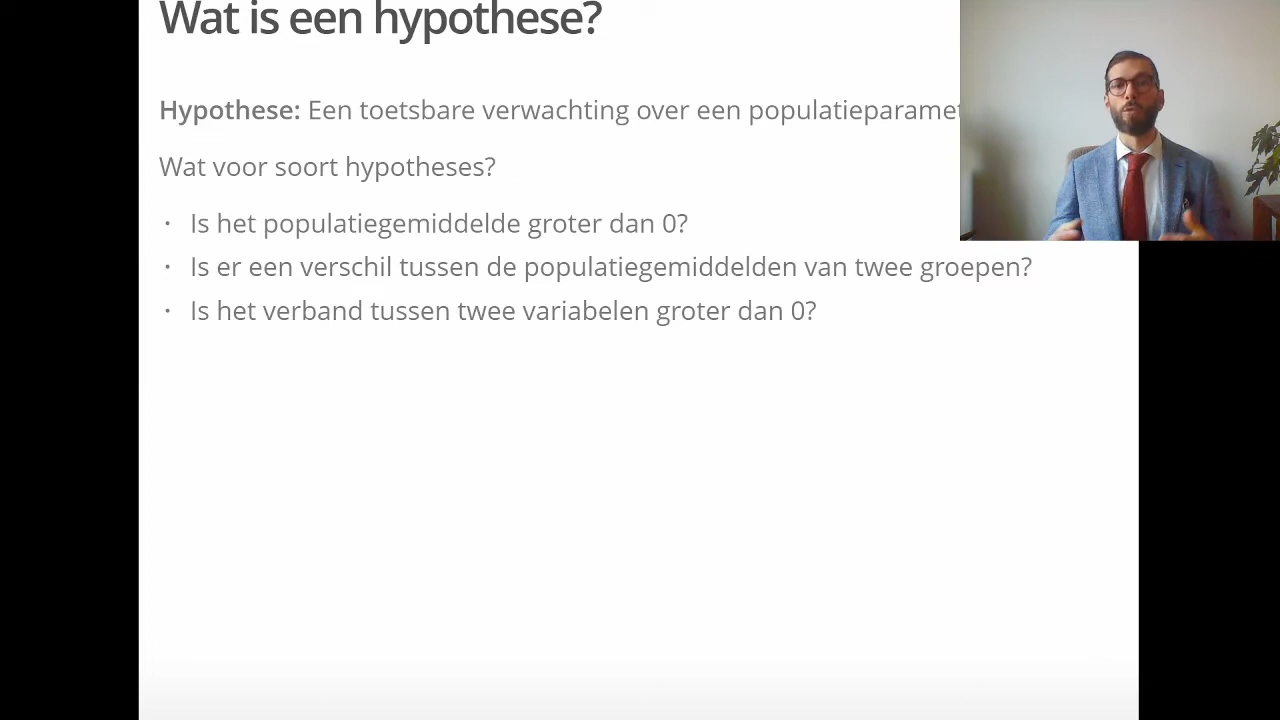 Wat is een hypothese?
Hypothese: Een toetsbare verwachting over een
Wat voor soort hypotheses?
· Is het populatiegemiddelde groter dan 0?
· Is er een verschil tussen de populatiegemiddelden van twee groepen?
· Is het verband tussen twee variabelen groter dan 0?